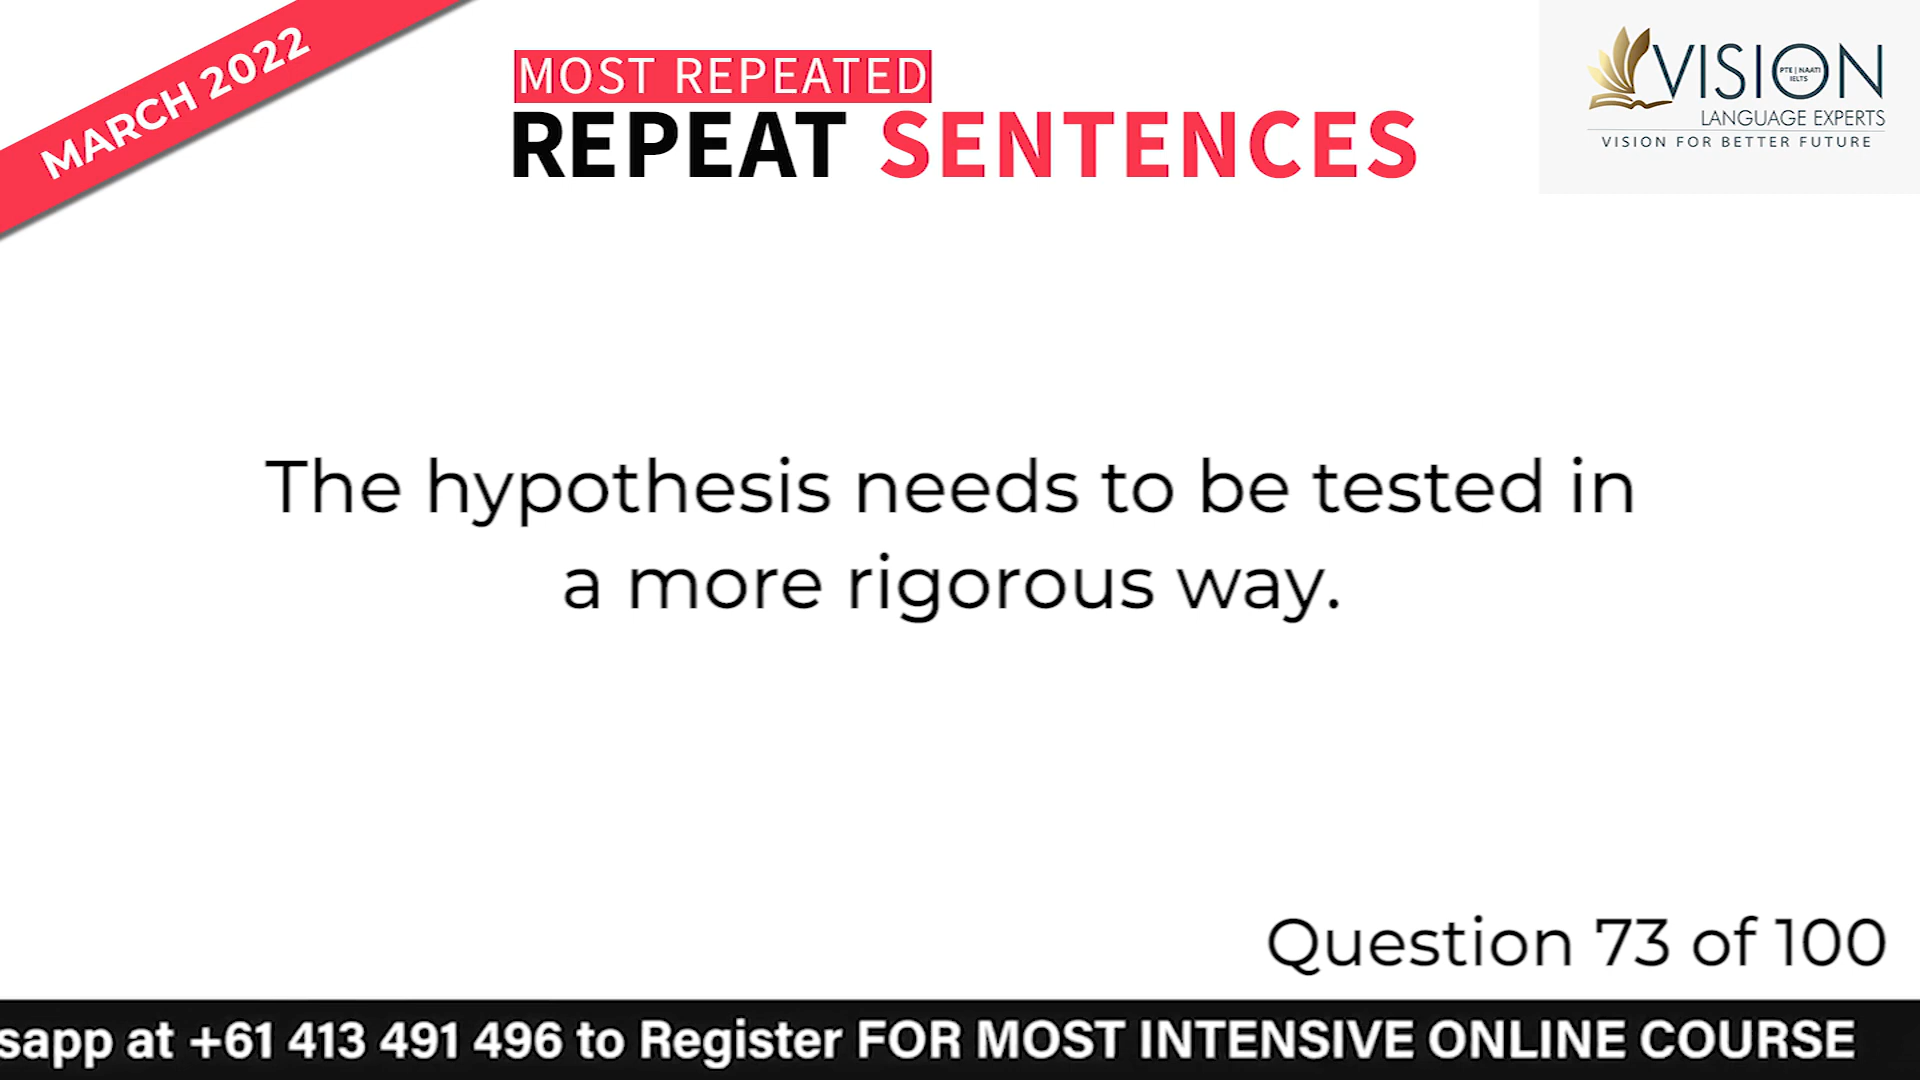 MARCH 2022
MOST REPEATED
REPEAT SENTENCES
VISION
PTE | NAATI
IELTS
LANGUAGE EXPERTS
VISION FOR BETTER FUTURE
The hypothesis needs to be tested in
a more rigorous way.
Question 73 of 100
sapp at +61 413 491 496 to Register FOR MOST INTENSIVE ONLINE COURSE